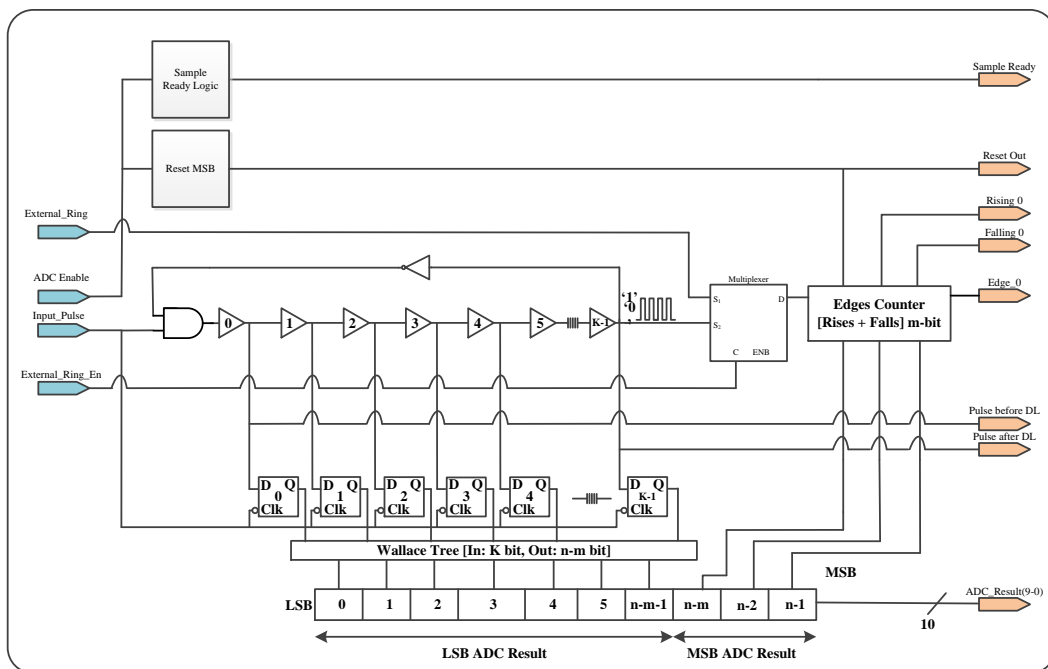 Sample
Ready Logic
Sample Ready
Reset MSB
Reset Out
External_Ring
Rising 0
Falling 0
ADC Enable
Multiplexer
Edge_0
Input_Pulse
0
1
2
3
4
5
K-1
'1'
'0'
,
S1
S2
D
C ENB
Edges Counter
[Rises + Falls] m-bit
External_Ring_En
Pulse before DL
Pulse after DL
D Q
0
Clk
D Q
1
Clk
D Q
2
Clk
D Q
3
Clk
D Q
4
Clk
D Q
K-1
Clk
Wallace Tree [In: K bit, Out: n-m bit]
MSB
LSB
0
1
2
3
4
5
n-m-1
n-m
n-2
n-1
10
ADC_Result(9-0)
LSB ADC Result
MSB ADC Result